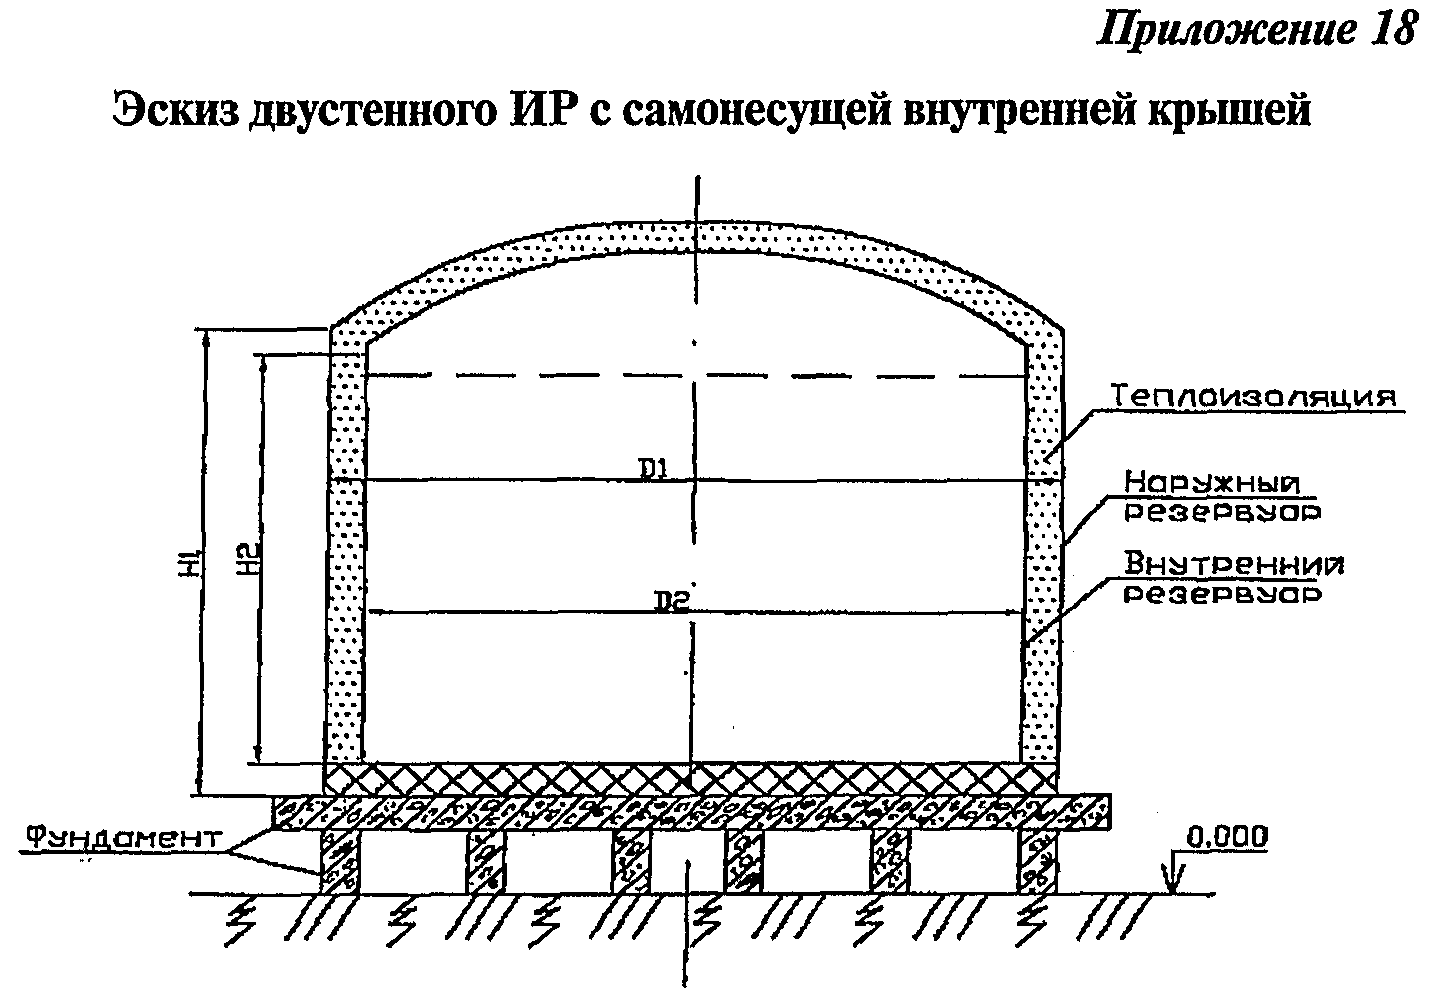 Приложение 18
Эскиз двустенного ИР с самонесущей внутренней крышей
Теплоизоляция
D1
Наружный
резервуар
H1
H2
Внутренний
резервуар
D2
Фундамент
0,000